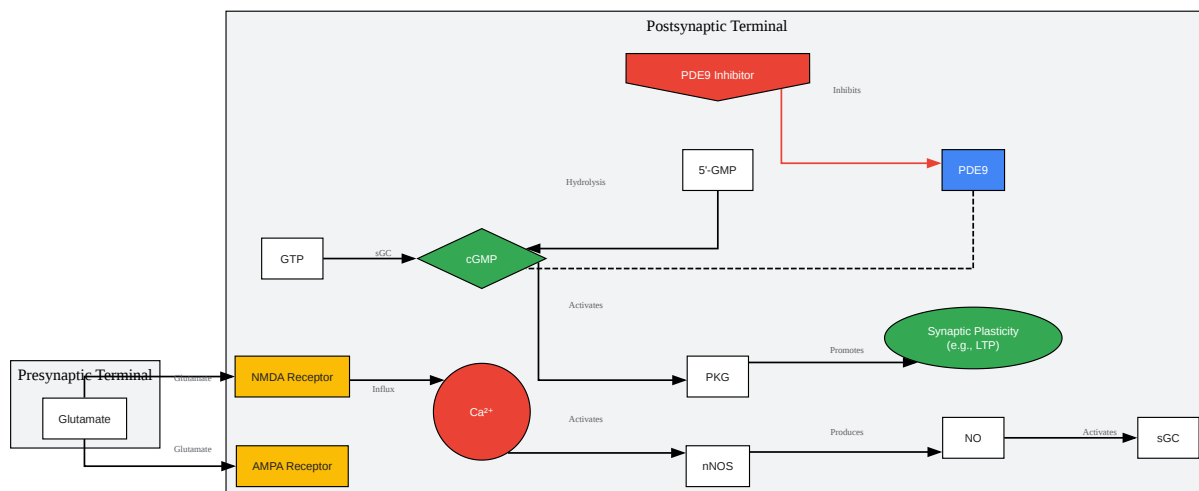 Postsynaptic Terminal
PDE9 Inhibitor
Inhibits
5'-GMP
PDE9
Hydrolysis
GTP
sGC
cGMP
Activates
Synaptic Plasticity
(e.g., LTP)
Promotes
Presynaptic Terminal
Glutamate
NMDA Receptor
Influx
PKG
Glutamate
Ca²⁺
Activates
Produces
NO
Activates
sGC
Glutamate
AMPA Receptor
nNOS